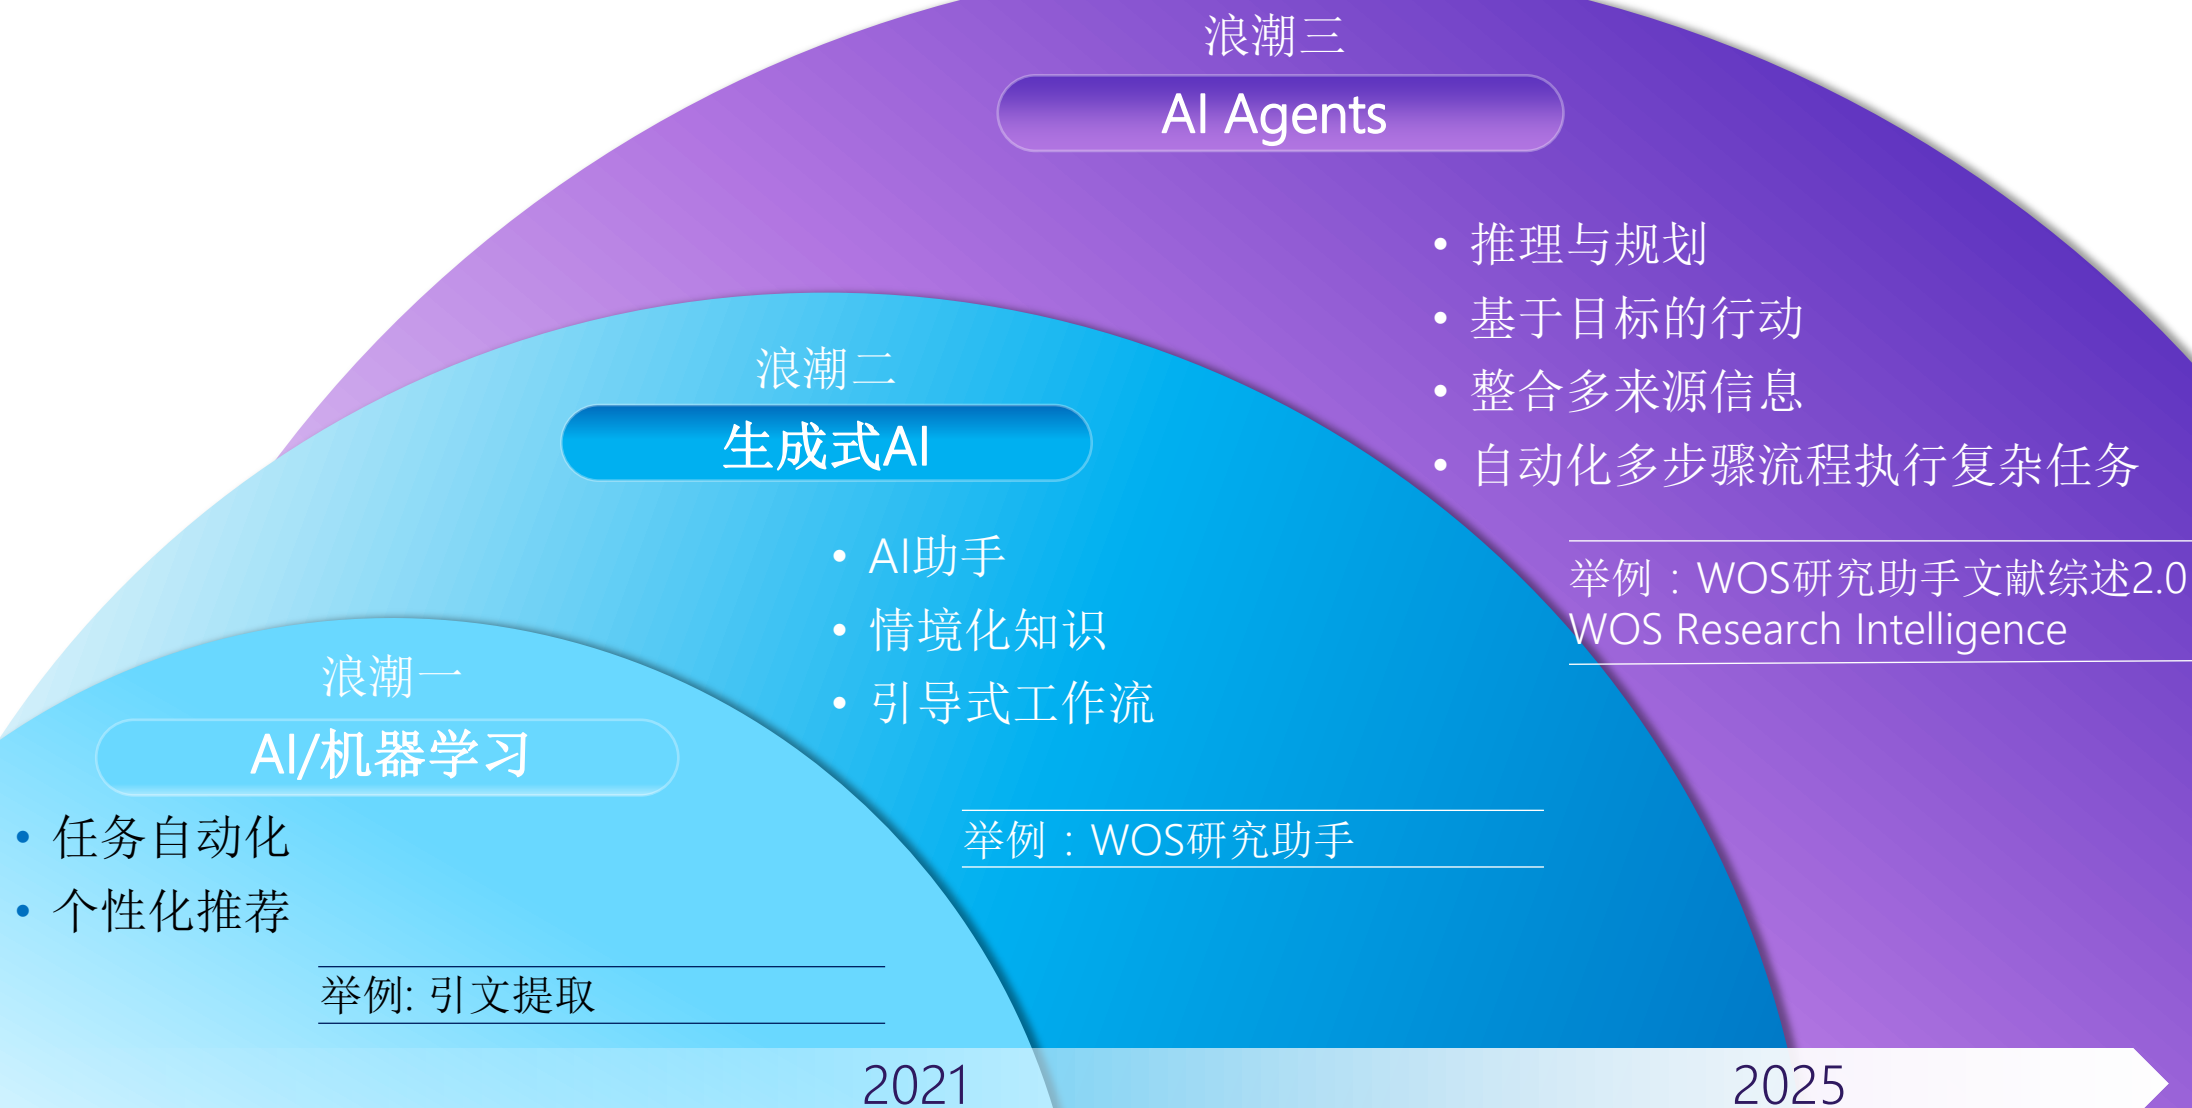 浪潮三
AI Agents
• 推理与规划
• 基于目标的行动
• 整合多来源信息
• 自动化多步骤流程执行复杂任务
举例：WOS研究助手文献综述2.0
WOS Research Intelligence
浪潮二
生成式AI
• AI助手
• 情境化知识
• 引导式工作流
举例：WOS研究助手
浪潮一
AI/机器学习
• 任务自动化
• 个性化推荐
举例: 引文提取
2021
2025